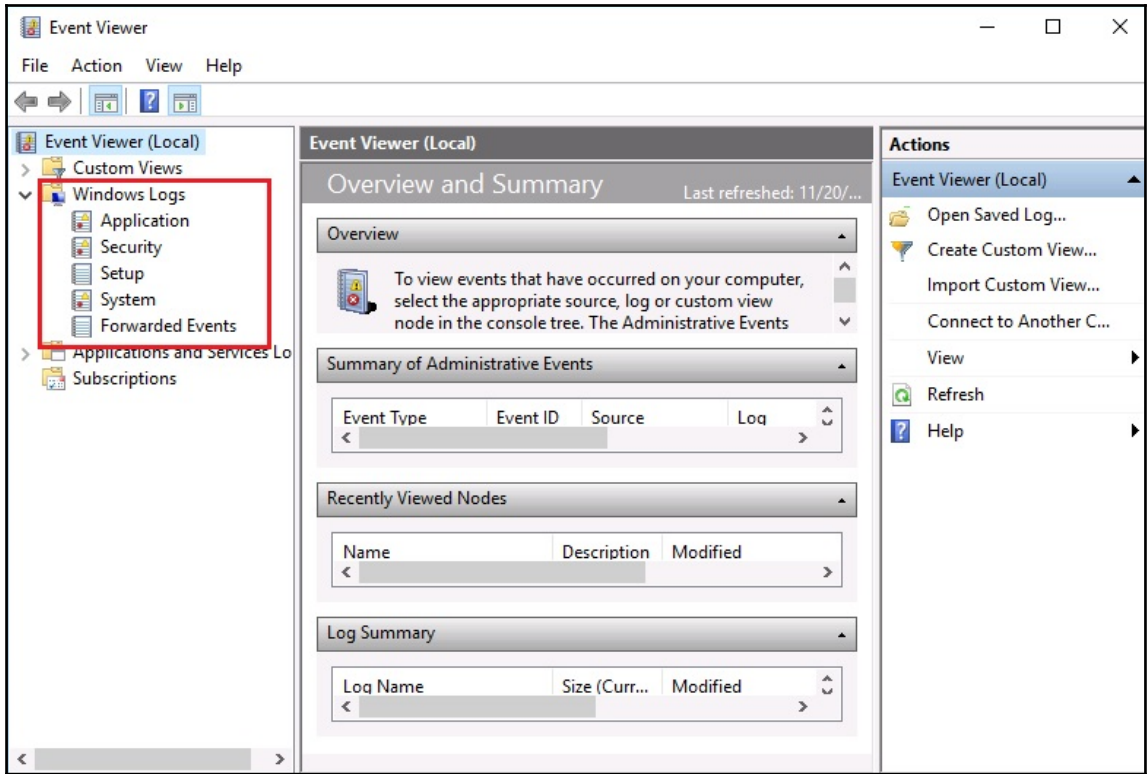 Event Viewer
File Action View Help
Event Viewer (Local)
Custom Views
Windows Logs
Application
Security
Setup
System
Forwarded Events
Applications and Services Lo
Subscriptions
Event Viewer (Local)
Overview and Summary Last refreshed: 11/20/...
Overview
To view events that have occurred on your computer,
select the appropriate source, log or custom view
node in the console tree. The Administrative Events
Summary of Administrative Events
Event Type Event ID Source Log
Recently Viewed Nodes
Name Description Modified
Log Summary
Log Name Size (Curr... Modified
Actions
Event Viewer (Local)
Open Saved Log...
Create Custom View...
Import Custom View...
Connect to Another C...
View
Refresh
Help